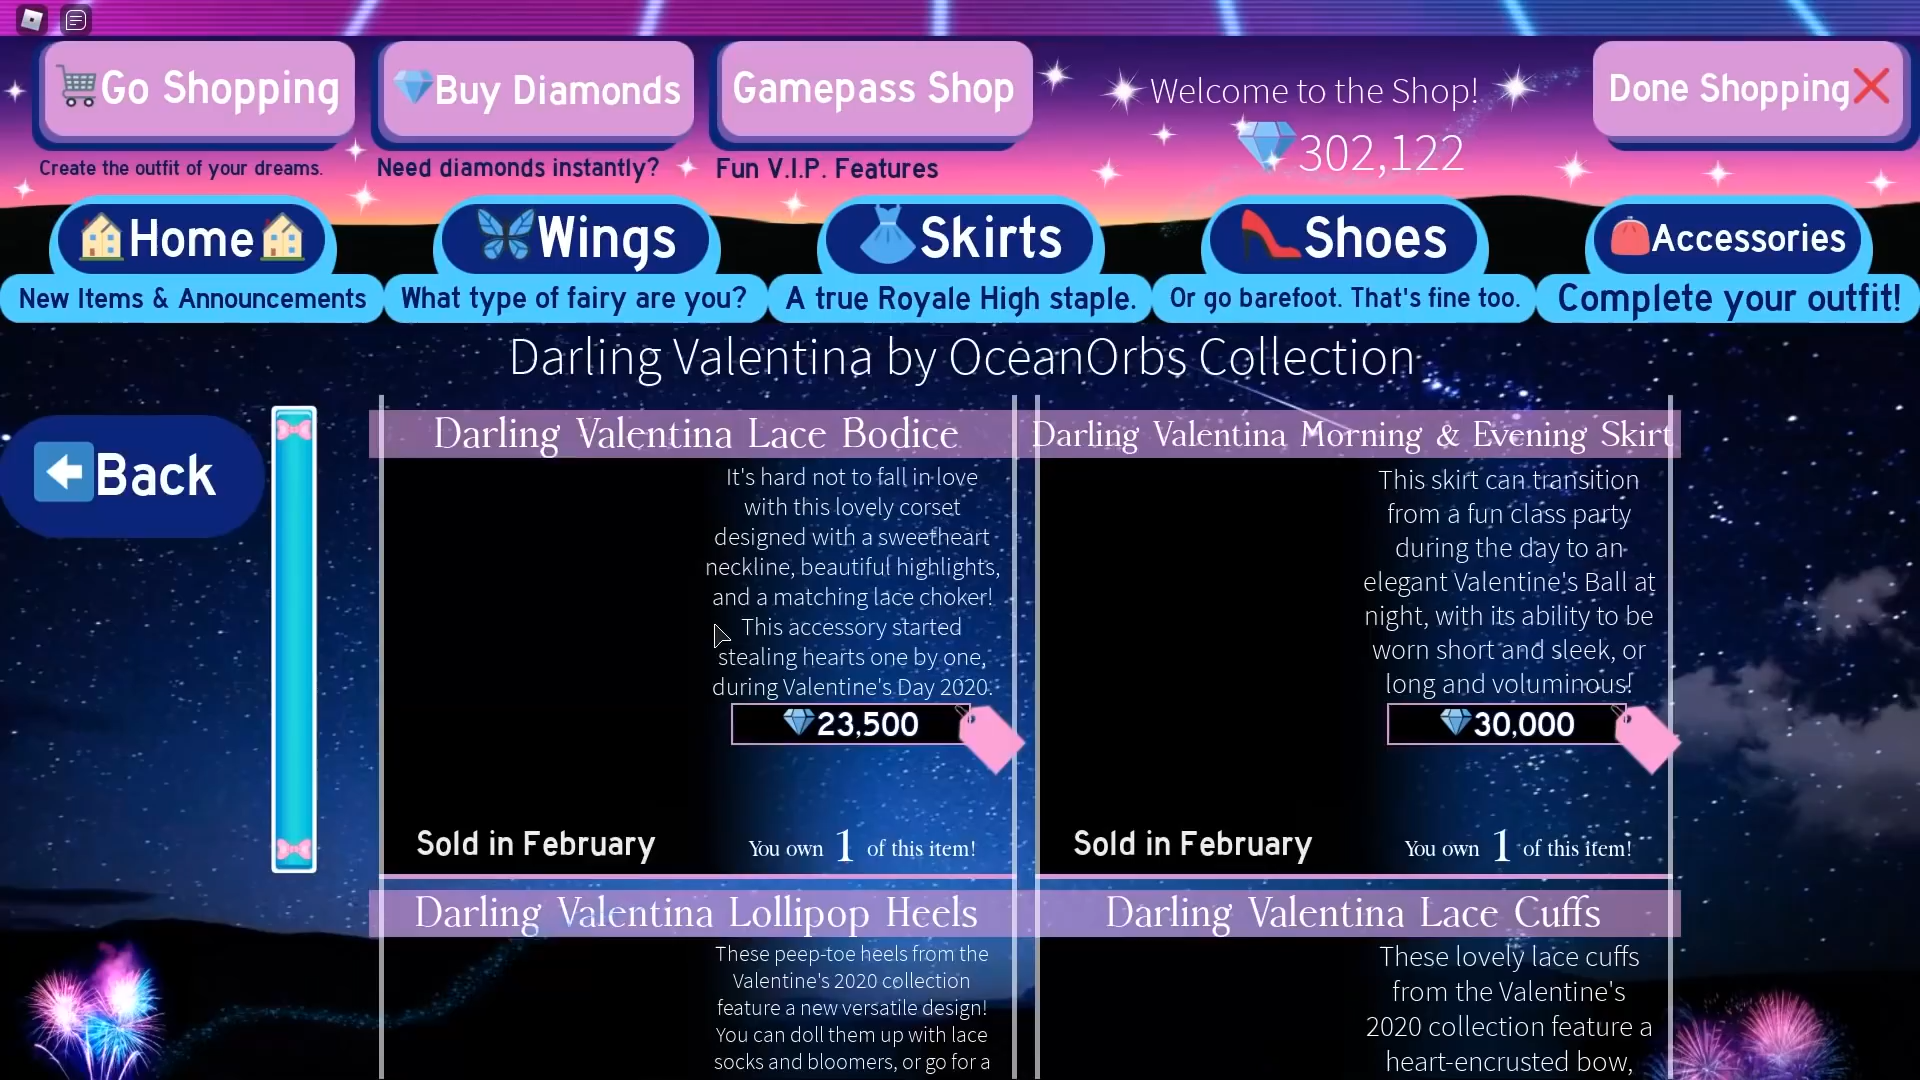 Go Shopping
Buy Diamonds
Gamepass Shop
Welcome to the Shop!
Done Shopping
302,122
Create the outfit of your dreams.
Need diamonds instantly?
Fun V.I.P. Features
Home
Wings
Skirts
Shoes
Accessories
New Items & Announcements
What type of fairy are you?
A true Royale High staple.
Or go barefoot. That's fine too.
Complete your outfit!
Darling Valentina by OceanOrbs Collection
Back
Darling Valentina Lace Bodice
It's hard not to fall in love
with this lovely corset
designed with a sweetheart
neckline, beautiful highlights,
and a matching lace choker!
This accessory started
stealing hearts one by one,
during Valentine's Day 2020.
23,500
Sold in February
You own 1 of this item!
Darling Valentina Morning & Evening Skirt
This skirt can transition
from a fun class party
during the day to an
elegant Valentine's Ball at
night, with its ability to be
worn short and sleek, or
long and voluminous!
30,000
Sold in February
You own 1 of this item!
Darling Valentina Lollipop Heels
These peep-toe heels from the
Valentine's 2020 collection
feature a new versatile design!
You can doll them up with lace
socks and bloomers, or go for a
Darling Valentina Lace Cuffs
These lovely lace cuffs
from the Valentine's
2020 collection feature a
heart-encrusted bow,